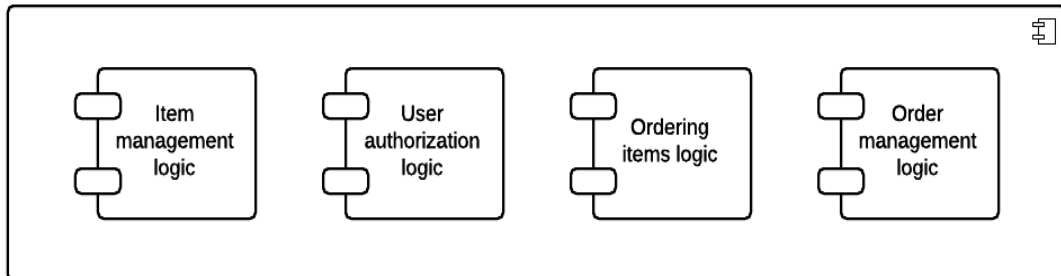 Item
management
logic
User
authorization
logic
Ordering
items logic
Order
management
logic